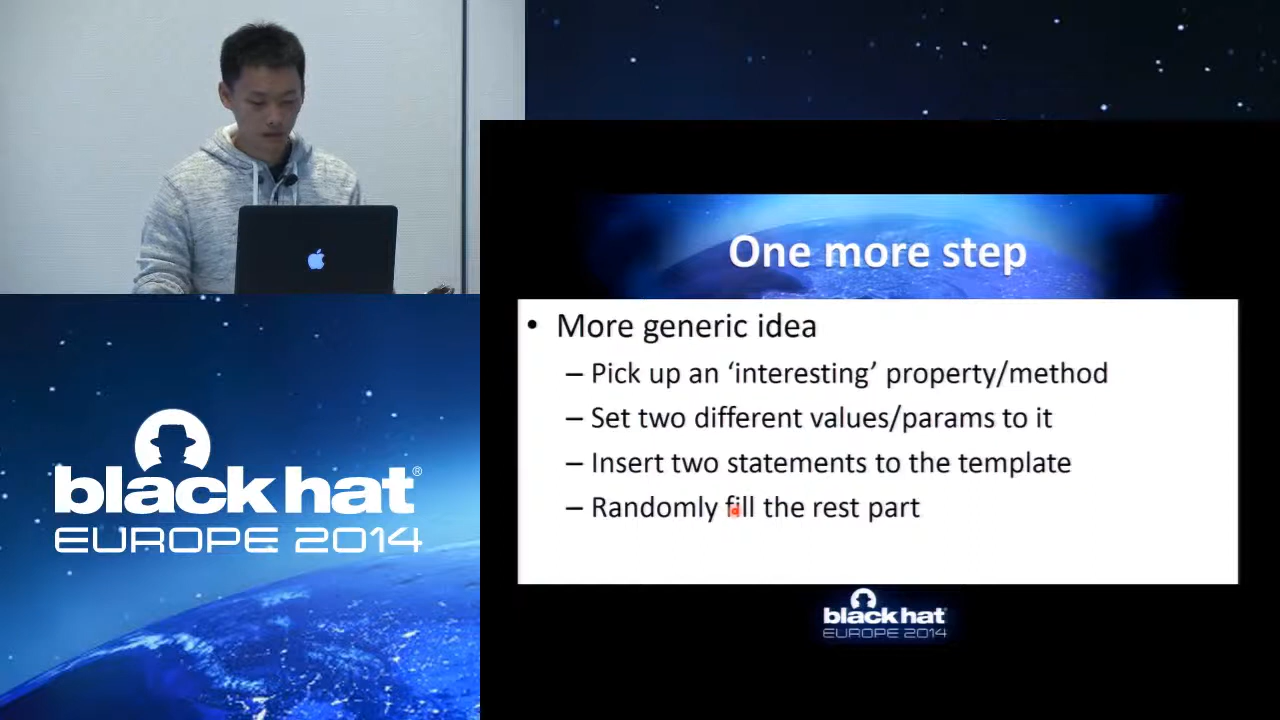 One more step
• More generic idea
– Pick up an ‘interesting’ property/method
– Set two different values/params to it
– Insert two statements to the template
– Randomly fill the rest part
black hat®
EUROPE 2014
black hat
EUROPE 2014